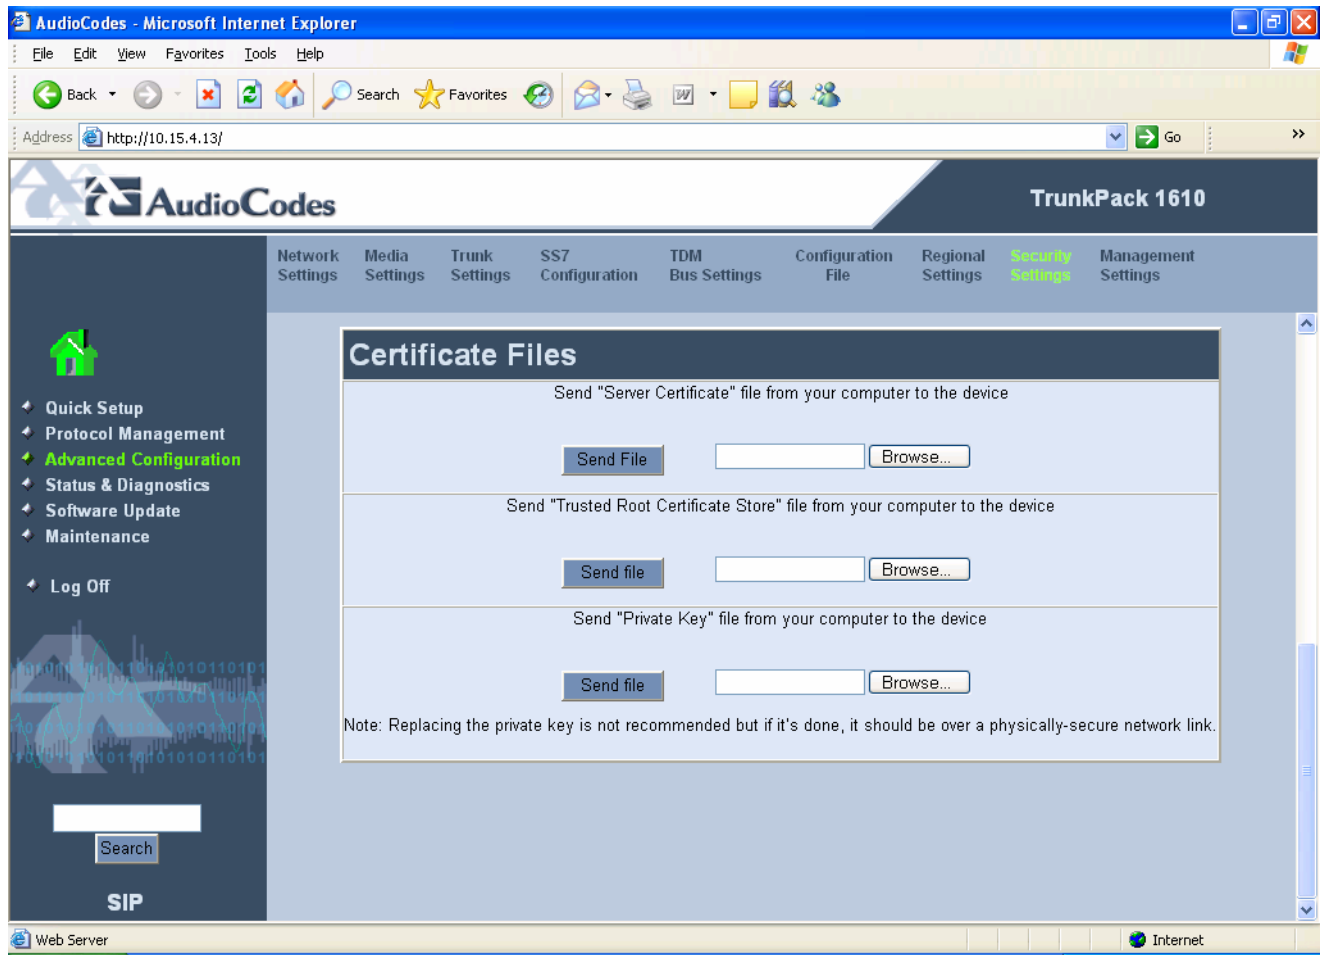 AudioCodes - Microsoft Internet Explorer
File Edit View Favorites Tools Help
Back Search Favorites
Address http://10.15.4.13/ Go
AudioCodes
TrunkPack 1610
Network Settings
Media Settings
Trunk Settings
SS7 Configuration
TDM Bus Settings
Configuration File
Regional Settings
Security Settings
Management Settings
Quick Setup
Protocol Management
Advanced Configuration
Status & Diagnostics
Software Update
Maintenance
Log Off
Search
SIP
Certificate Files
Send "Server Certificate" file from your computer to the device
Send File Browse...
Send "Trusted Root Certificate Store" file from your computer to the device
Send file Browse...
Send "Private Key" file from your computer to the device
Send file Browse...
Note: Replacing the private key is not recommended but if it's done, it should be over a physically-secure network link.
Web Server Internet